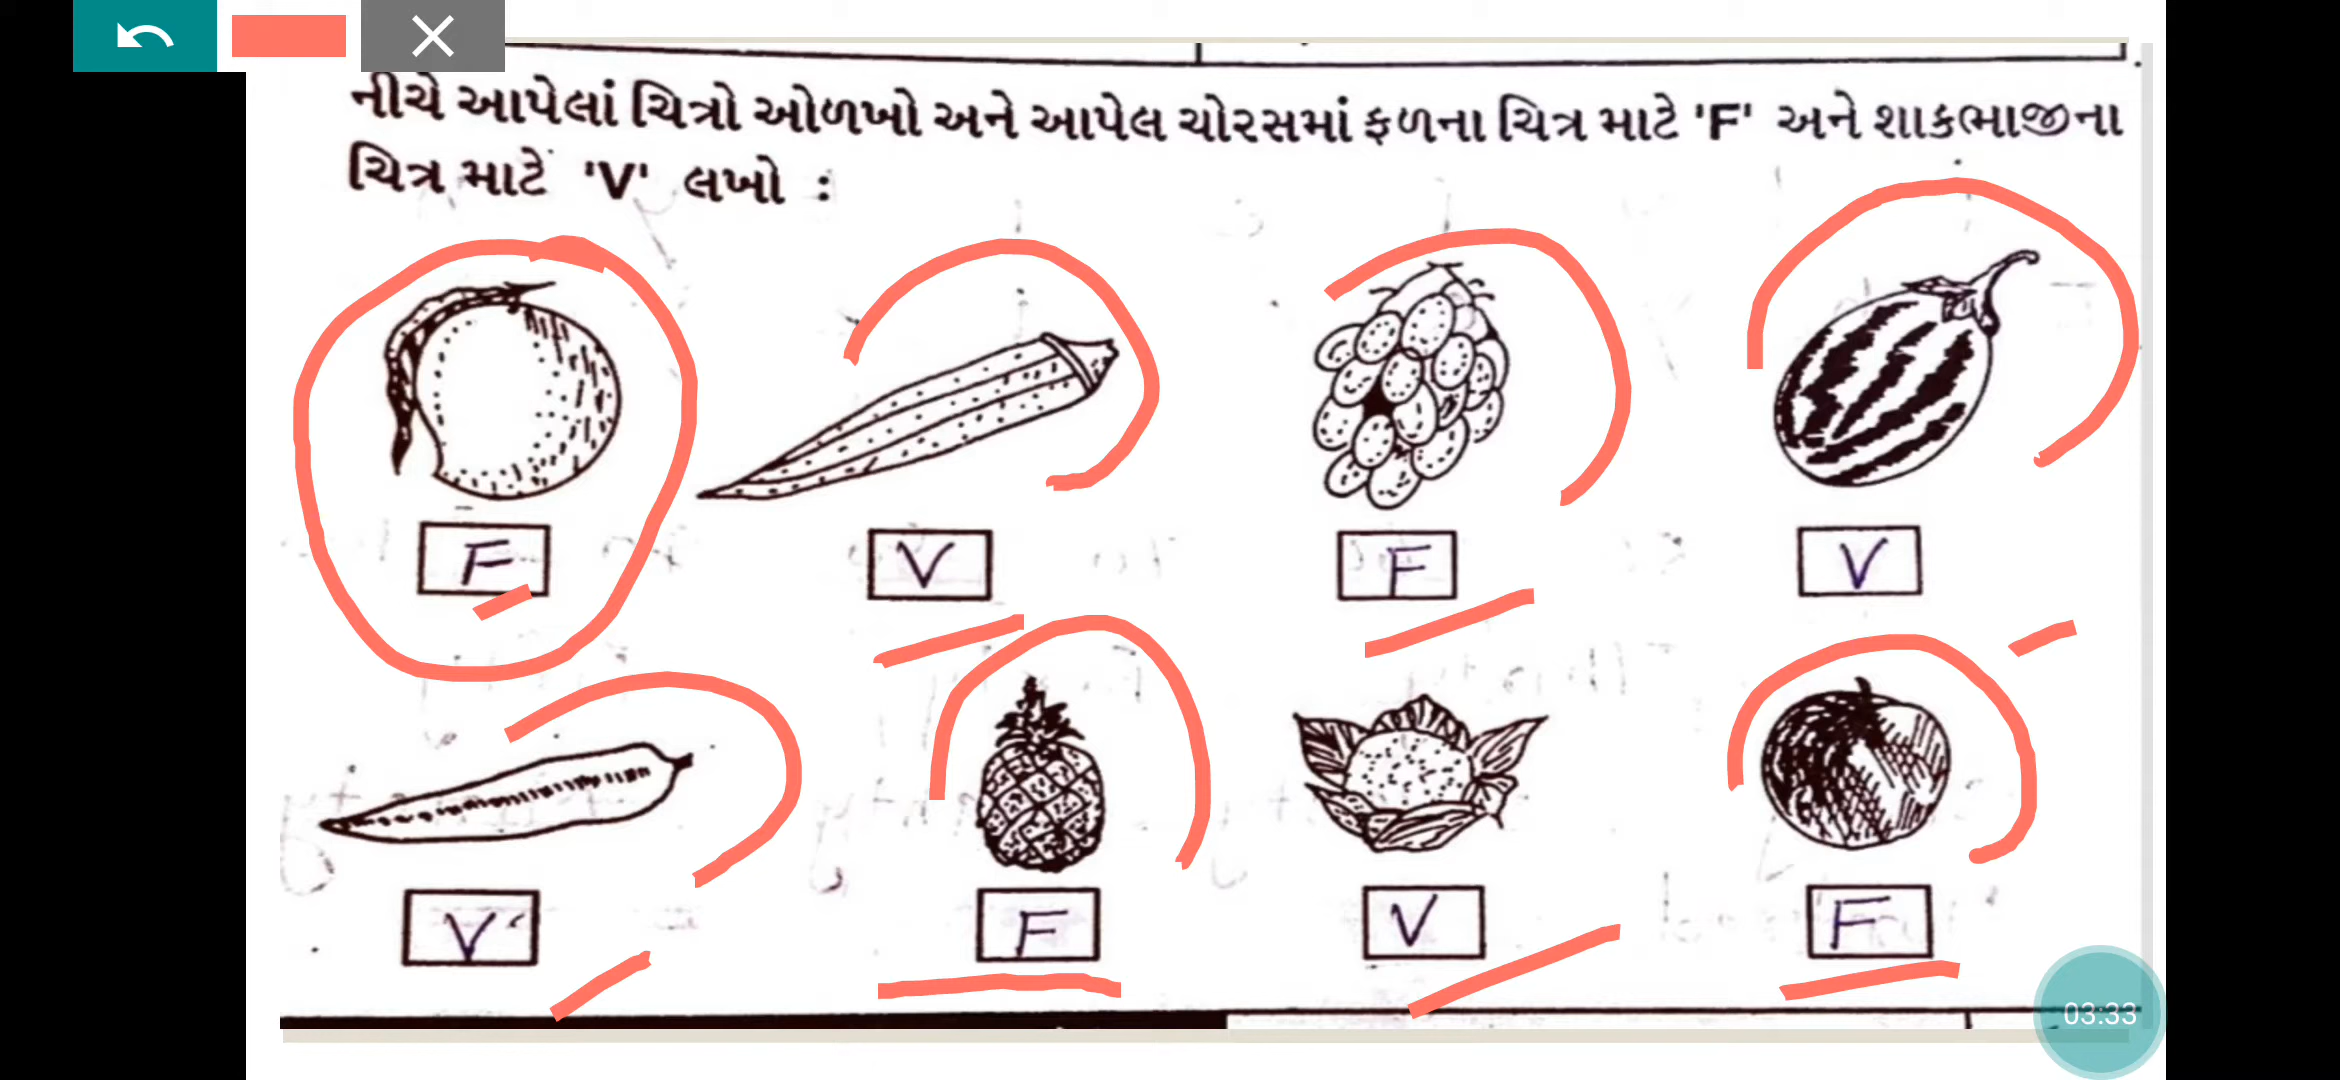 નીચે આપેલાં ચિત્રો ઓળખો અને આપેલ ચોરસમાં ફળના ચિત્ર માટે 'F' અને શાકભાજીના
ચિત્ર માટે 'V' લખો :
F V F V
V F V F
03:33